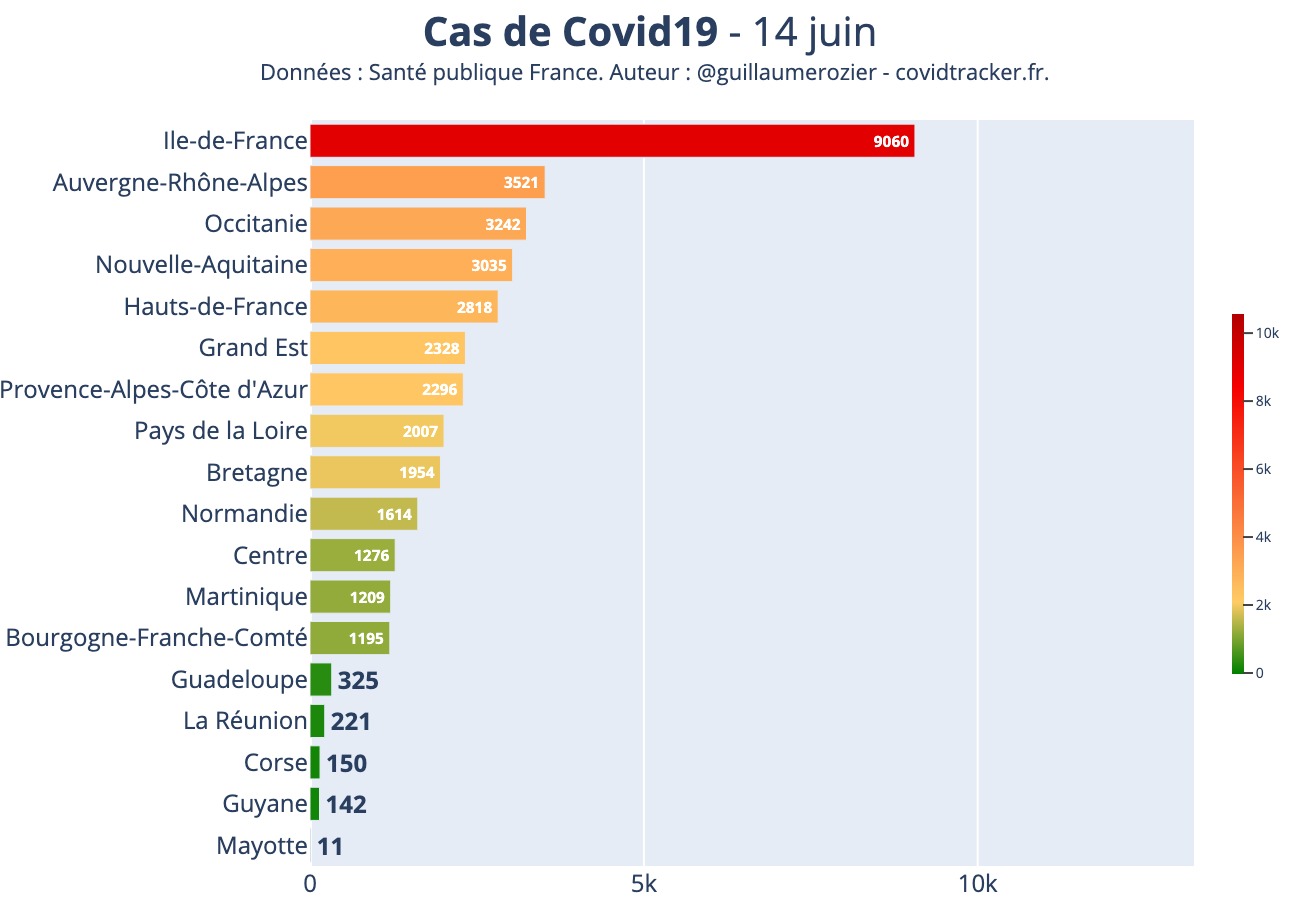 Cas de Covid19 - 14 juin
Données : Santé publique France. Auteur : @guillaumerozier - covidtracker.fr.
Ile-de-France 9060
Auvergne-Rhône-Alpes 3521
Occitanie 3242
Nouvelle-Aquitaine 3035
Hauts-de-France 2818
Grand Est 2328
Provence-Alpes-Côte d'Azur 2296
Pays de la Loire 2007
Bretagne 1954
Normandie 1614
Centre 1276
Martinique 1209
Bourgogne-Franche-Comté 1195
Guadeloupe 325
La Réunion 221
Corse 150
Guyane 142
Mayotte 11
0 5k 10k
10k
8k
6k
4k
2k
0